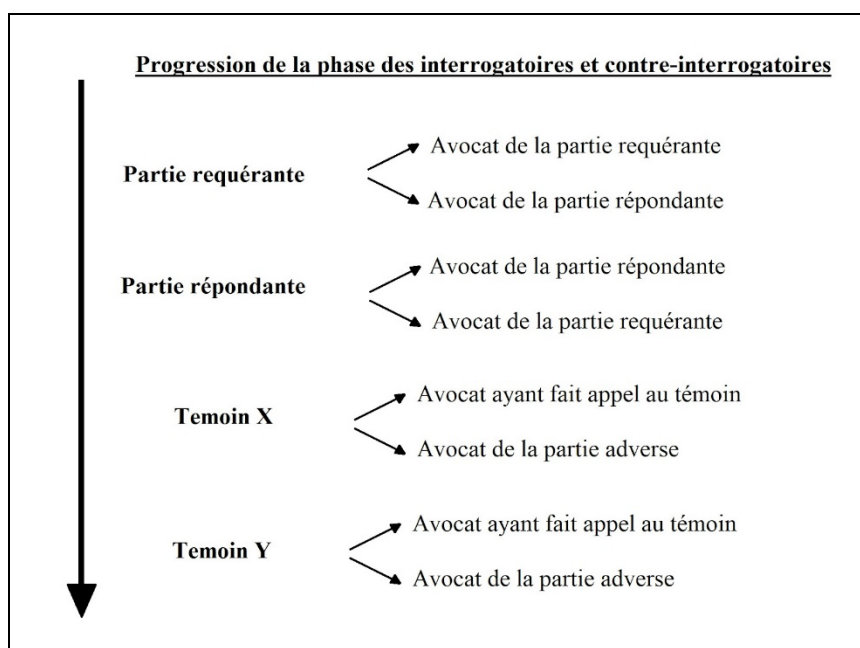 Progression de la phase des interrogatoires et contre-interrogatoires
Partie requérante
Avocat de la partie requérante
Avocat de la partie répondante
Partie répondante
Avocat de la partie répondante
Avocat de la partie requérante
Temoin X
Avocat ayant fait appel au témoin
Avocat de la partie adverse
Temoin Y
Avocat ayant fait appel au témoin
Avocat de la partie adverse